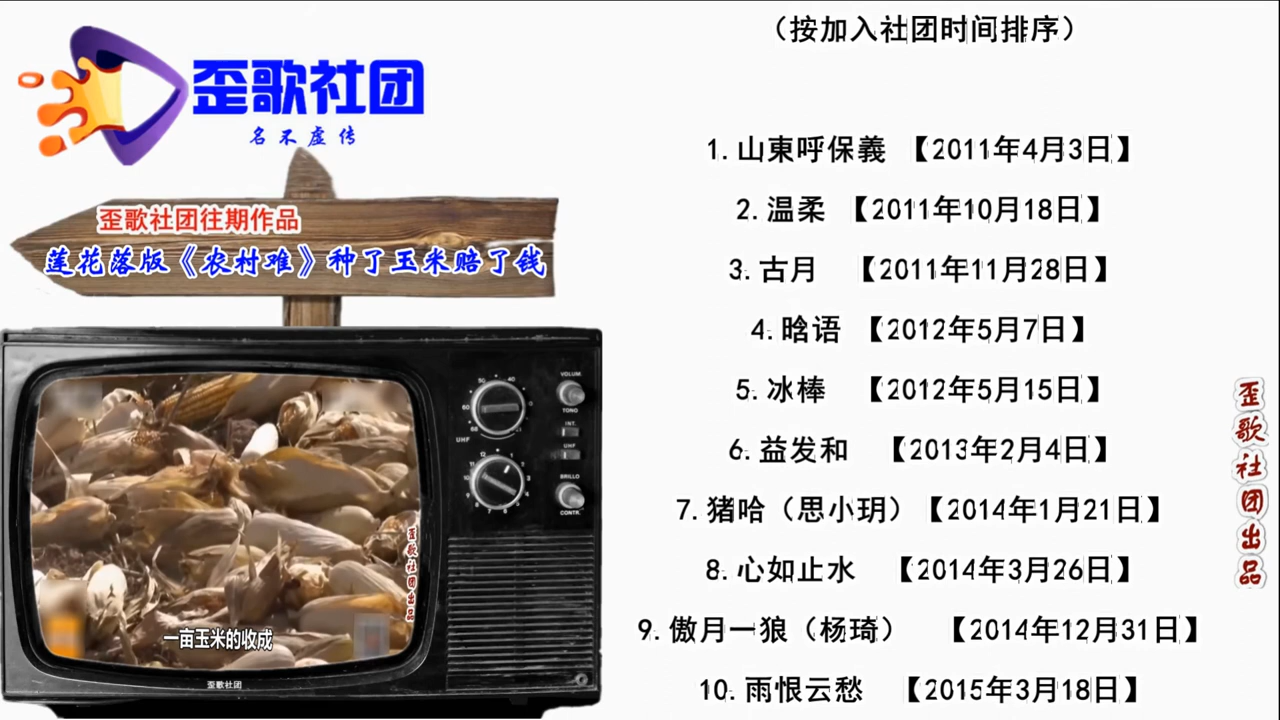 歪歌社团
名不虚传
歪歌社团往期作品
莲花落版《农村难》种了玉米赔了钱
VOLUM.
TONO
INT.
UHF
BRILLO
CONTR.
UHF
一亩玉米的收成
歪歌社团出品
歪歌社团
（按加入社团时间排序）
1.山東呼保義 【2011年4月3日】
2.温柔 【2011年10月18日】
3.古月 【2011年11月28日】
4.晗语 【2012年5月7日】
5.冰棒 【2012年5月15日】
6.益发和 【2013年2月4日】
7.猪哈（思小玥）【2014年1月21日】
8.心如止水 【2014年3月26日】
9.傲月一狼（杨琦） 【2014年12月31日】
10.雨恨云愁 【2015年3月18日】
歪歌社团出品